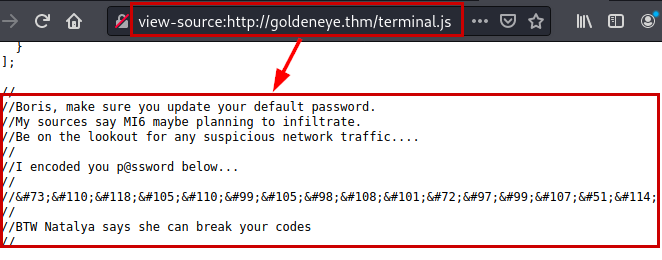 view-source:http://goldeneye.thm/terminal.js
}
];
//
//Boris, make sure you update your default password.
//My sources say MI6 maybe planning to infiltrate.
//Be on the lookout for any suspicious network traffic....
//
//I encoded you p@ssword below...
//
//&#73;&#110;&#118;&#105;&#110;&#99;&#105;&#98;&#108;&#101;&#72;&#97;&#99;&#107;&#51;&#114;
//
//BTW Natalya says she can break your codes
//